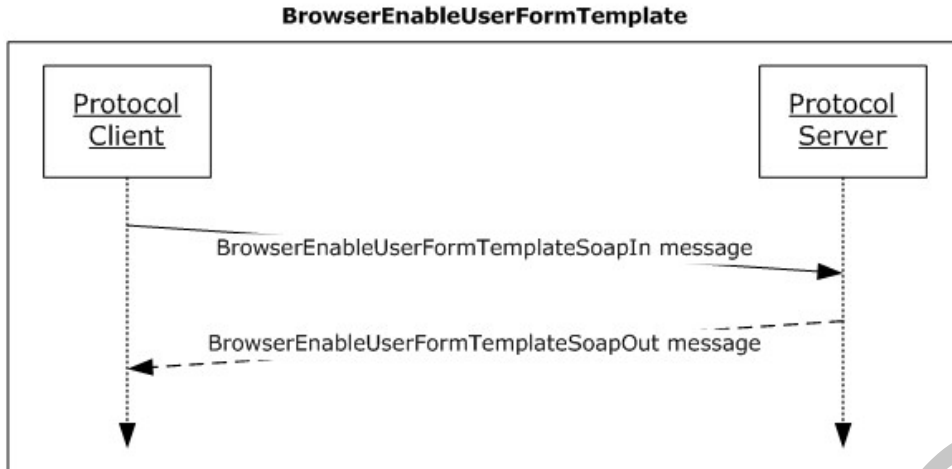 BrowserEnableUserFormTemplate
Protocol
Client
Protocol
Server
BrowserEnableUserFormTemplateSoapIn message
BrowserEnableUserFormTemplateSoapOut message